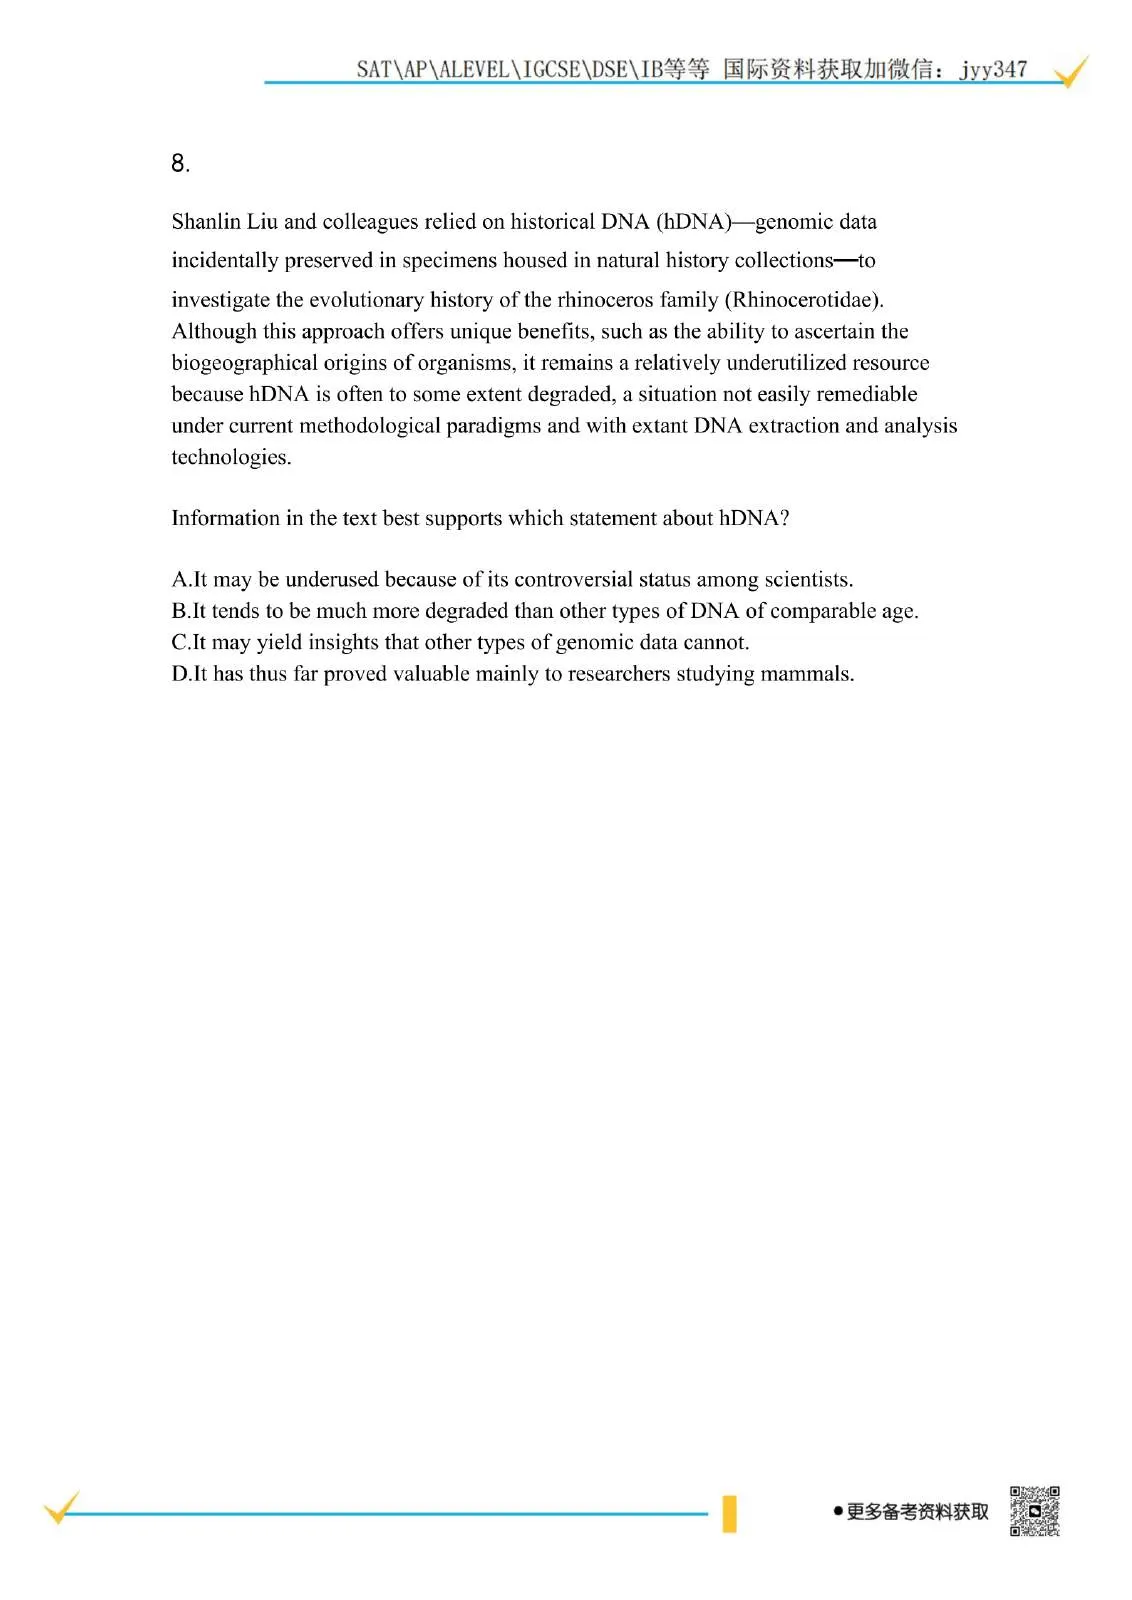 SAT\AP\ALEVEL\IGCSE\DSE\IB等等 国际资料获取加微信：jyy347
8.
Shanlin Liu and colleagues relied on historical DNA (hDNA)—genomic data
incidentally preserved in specimens housed in natural history collections—to
investigate the evolutionary history of the rhinoceros family (Rhinocerotidae).
Although this approach offers unique benefits, such as the ability to ascertain the
biogeographical origins of organisms, it remains a relatively underutilized resource
because hDNA is often to some extent degraded, a situation not easily remediable
under current methodological paradigms and with extant DNA extraction and analysis
technologies.
Information in the text best supports which statement about hDNA?
A.It may be underused because of its controversial status among scientists.
B.It tends to be much more degraded than other types of DNA of comparable age.
C.It may yield insights that other types of genomic data cannot.
D.It has thus far proved valuable mainly to researchers studying mammals.
●更多备考资料获取